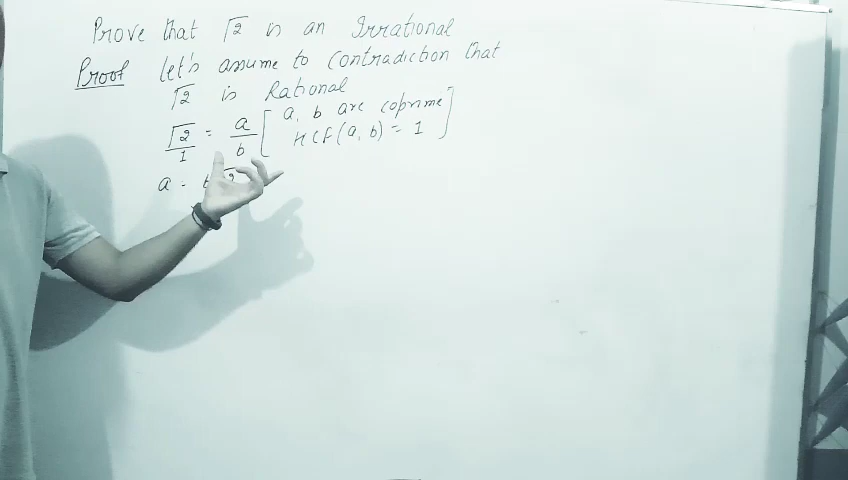 Prove that √2 is an Irrational
Proof let's assume to contradiction that
√2 is Rational
√2/1 = a/b [ a, b are coprime
HCF(a, b) = 1 ]
a = b√2